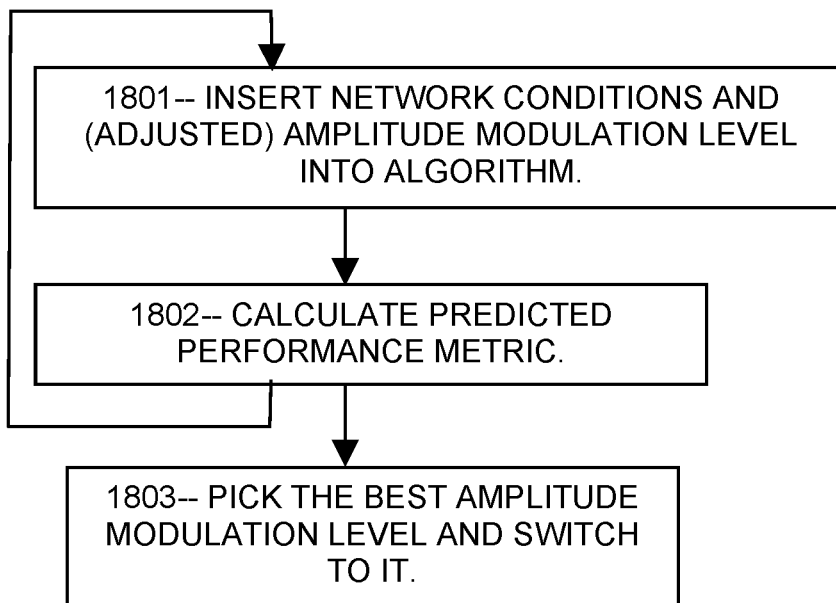 1801-- INSERT NETWORK CONDITIONS AND
(ADJUSTED) AMPLITUDE MODULATION LEVEL
INTO ALGORITHM.
1802-- CALCULATE PREDICTED
PERFORMANCE METRIC.
1803-- PICK THE BEST AMPLITUDE
MODULATION LEVEL AND SWITCH
TO IT.